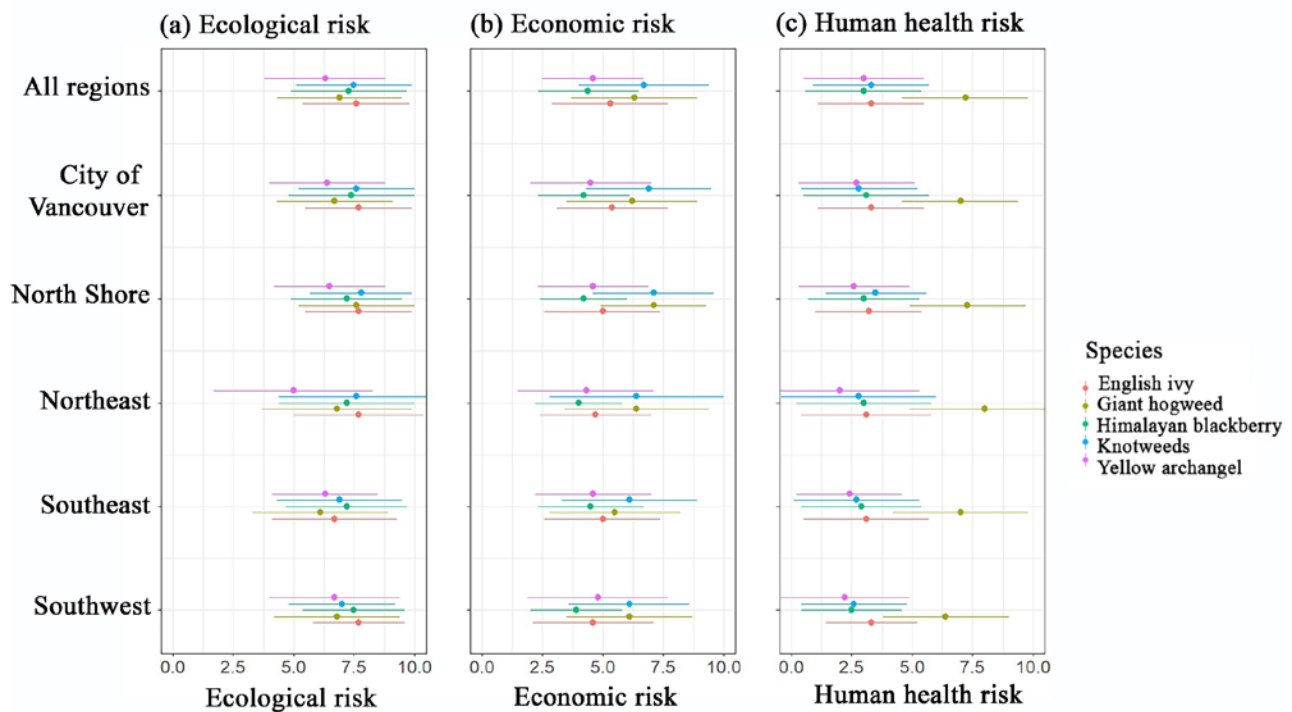 (a) Ecological risk
(b) Economic risk
(c) Human health risk
All regions
City of
Vancouver
North Shore
Northeast
Southeast
Southwest
0.0 2.5 5.0 7.5 10.0
0.0 2.5 5.0 7.5 10.0
0.0 2.5 5.0 7.5 10.0
Ecological risk
Economic risk
Human health risk
Species
English ivy
Giant hogweed
Himalayan blackberry
Knotweeds
Yellow archangel